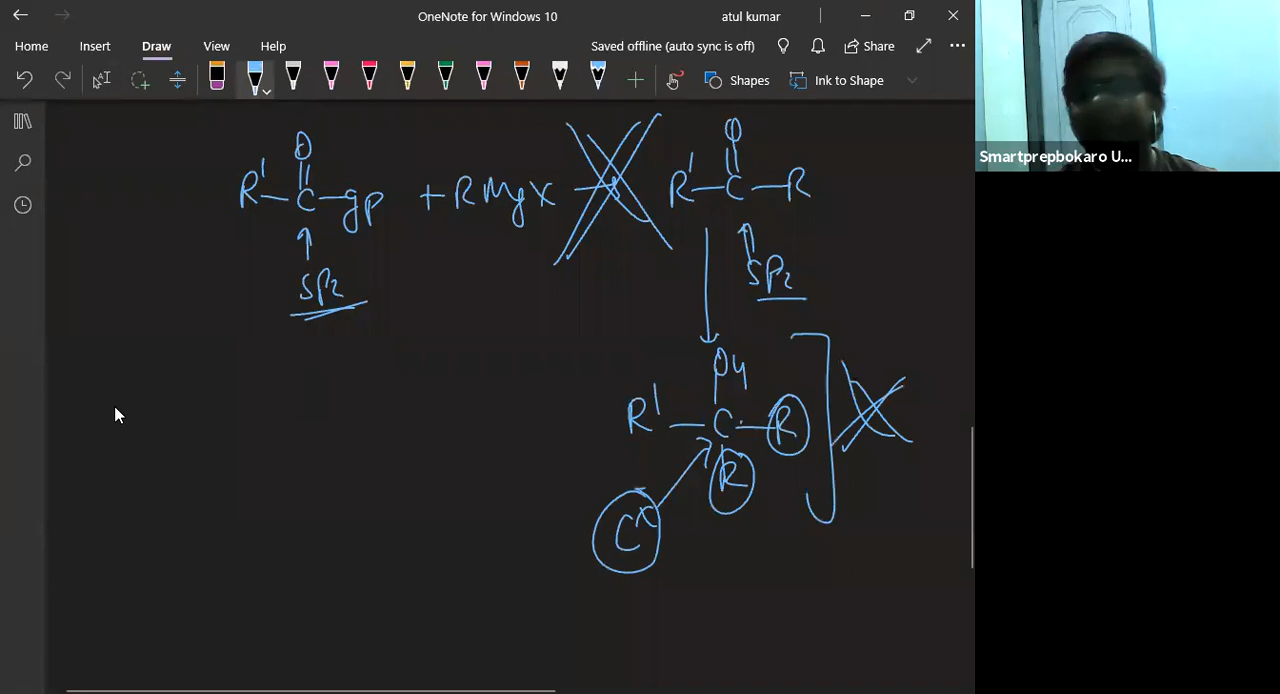 OneNote for Windows 10
atul kumar
Home Insert Draw View Help
Saved offline (auto sync is off)
Share
Shapes
Ink to Shape
Smartprepbokaro U...
O
R' C gp + R Mg X
SP2
O
R' C R
SP2
OH
R' C R
R
C*